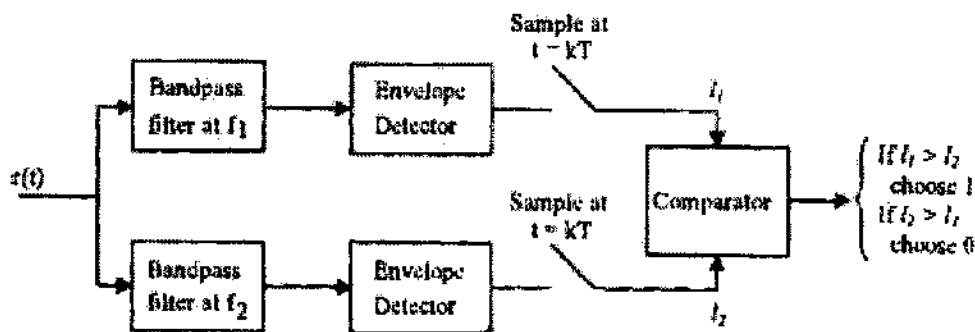 Sample at
t = kT
Bandpass
filter at f1
Envelope
Detector
l1
x(t)
Comparator
If l1 > l2
choose 1
If l2 > l1
choose 0
Sample at
t = kT
Bandpass
filter at f2
Envelope
Detector
l2